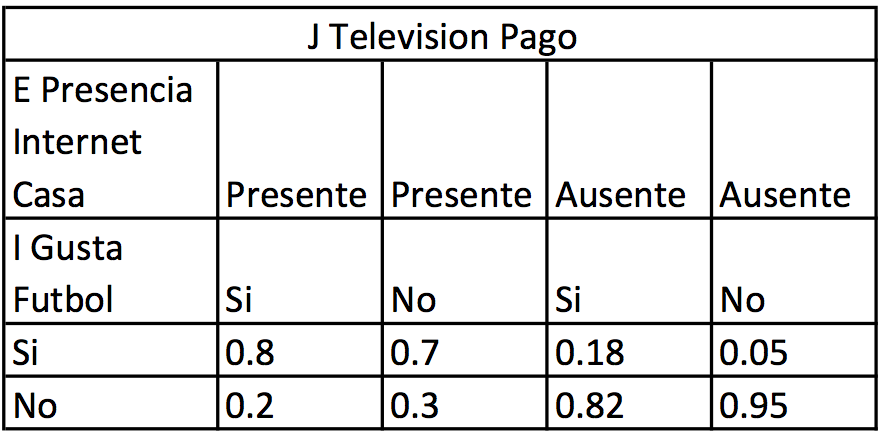 J Television Pago
E Presencia
Internet
Casa Presente Presente Ausente Ausente
I Gusta
Futbol Si No Si No
Si 0.8 0.7 0.18 0.05
No 0.2 0.3 0.82 0.95